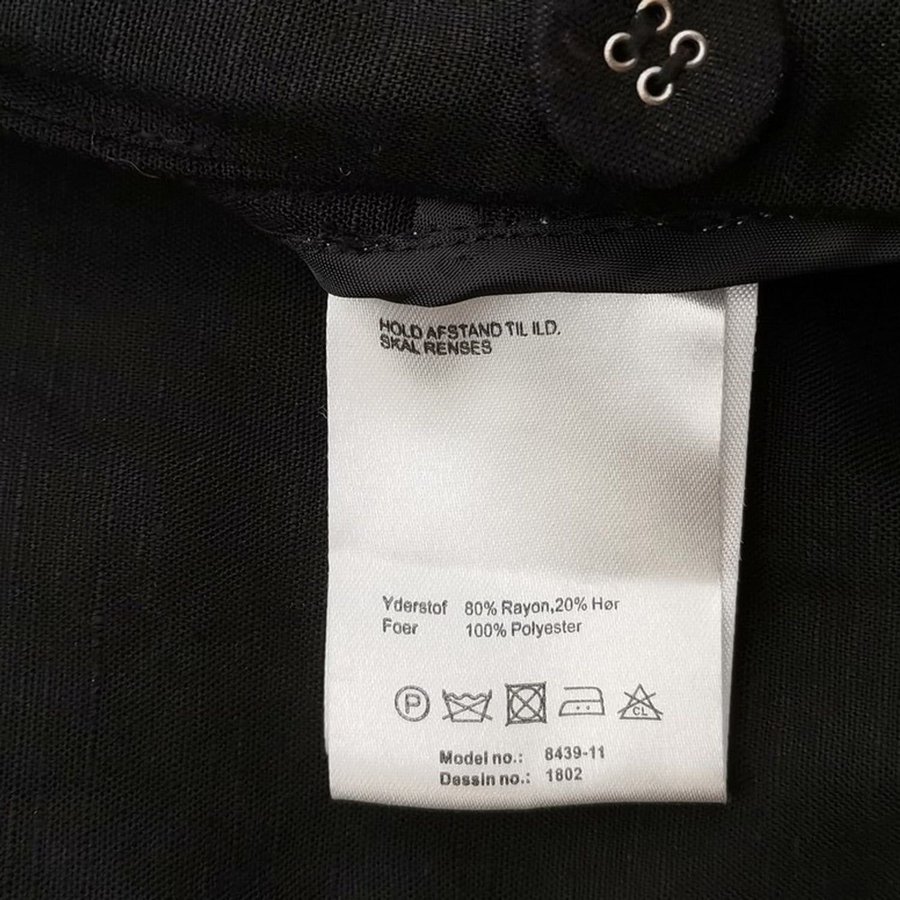 HOLD AFSTAND TIL ILD.
SKAL RENSES
Yderstof 80% Rayon,20% Hør
Foer 100% Polyester
P CL
Model no.: 8439-11
Dessin no.: 1802